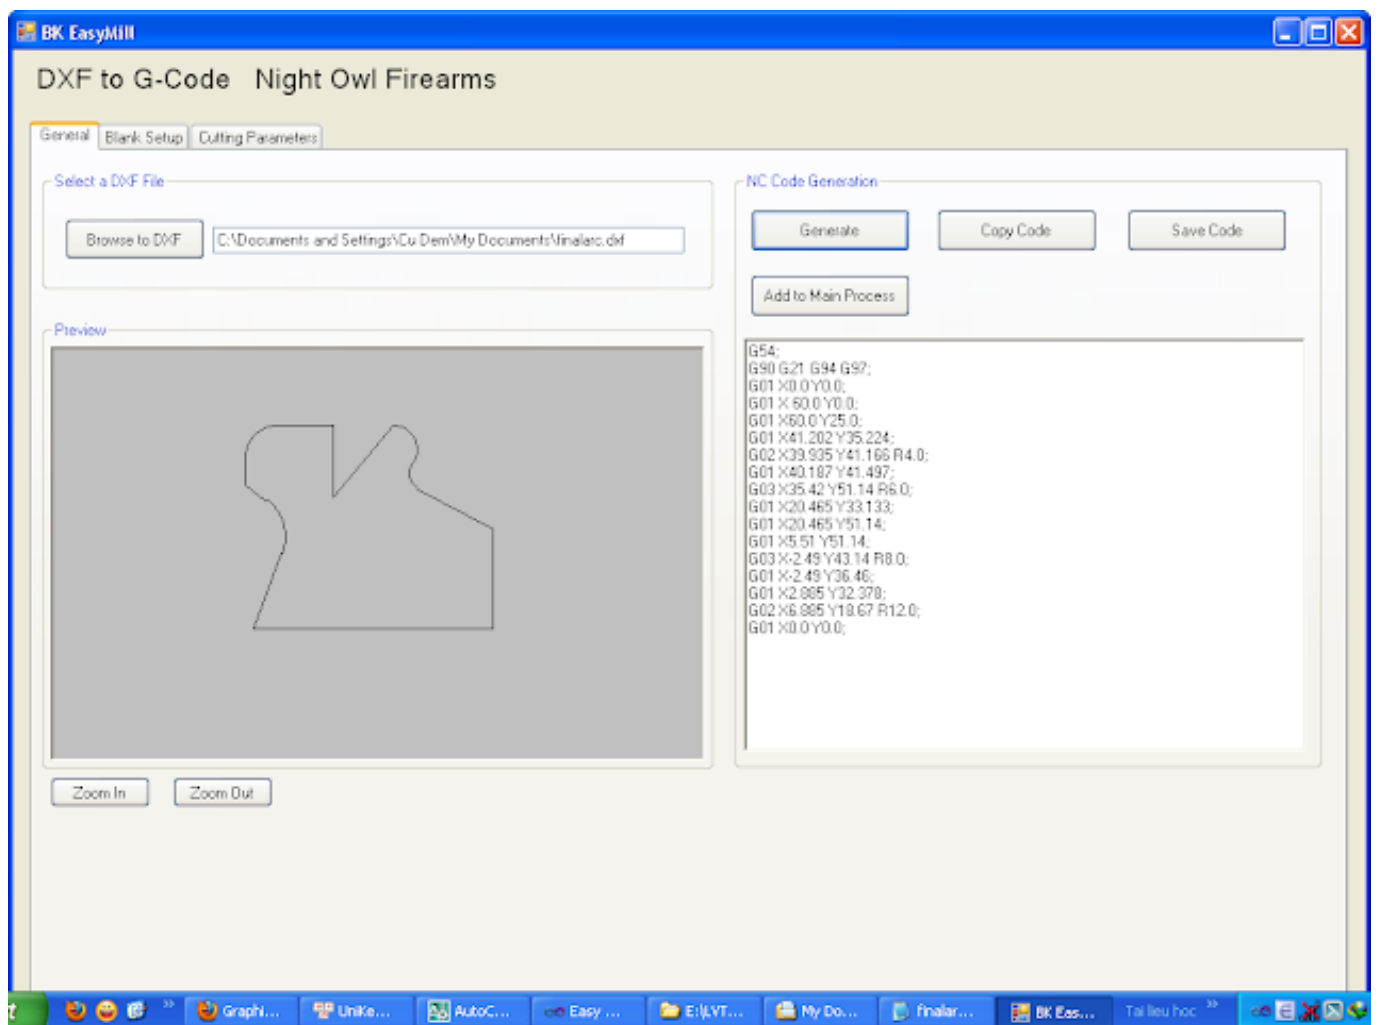 BK EasyMill
DXF to G-Code Night Owl Firearms
General Blank Setup Cutting Parameters
Select a DXF File
Browse to DXF C:\Documents and Settings\Cu Dem\My Documents\finalarc.dxf
Preview
Zoom In Zoom Out
NC Code Generation
Generate Copy Code Save Code
Add to Main Process
G54;
G90 G21 G94 G97;
G01 X0.0 Y0.0;
G01 X 60.0 Y0.0;
G01 X60.0 Y25.0;
G01 X41.202 Y35.224;
G02 X39.935 Y41.166 R4.0;
G01 X40.187 Y41.497;
G03 X35.42 Y51.14 R6.0;
G01 X20.465 Y33.133;
G01 X20.465 Y51.14;
G01 X5.51 Y51.14;
G03 X-2.49 Y43.14 R8.0;
G01 X-2.49 Y36.46;
G01 X2.885 Y32.378;
G02 X6.885 Y18.67 R12.0;
G01 X0.0 Y0.0;
Graphi... UniKe... AutoC... Easy ... E:\LVT... My Do... finalar... BK Eas... Tai lieu hoc